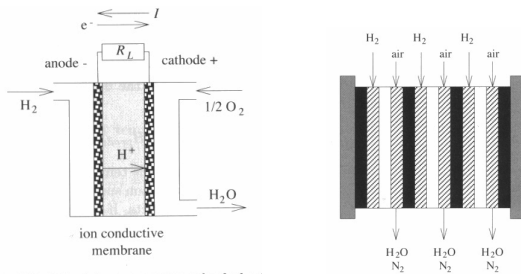 I
e-
R_L
anode -
cathode +
H2
1/2 O2
H+
H2O
ion conductive
membrane
H2 H2 H2
air air air
H2O H2O H2O
N2 N2 N2